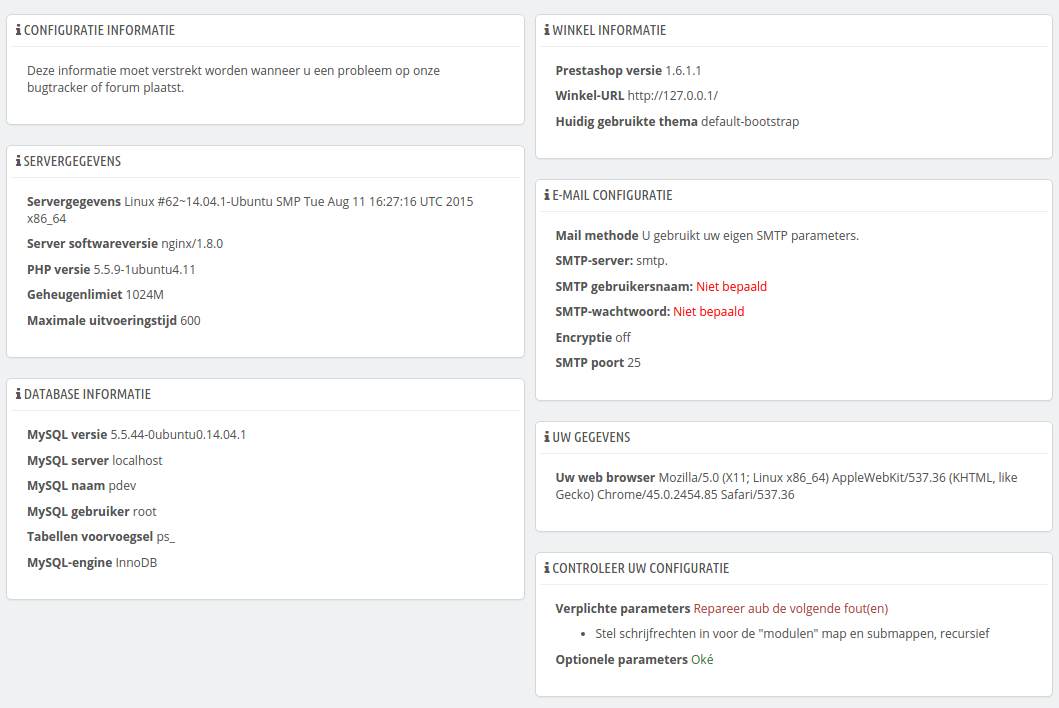 CONFIGURATIE INFORMATIE
Deze informatie moet verstrekt worden wanneer u een probleem op onze
bugtracker of forum plaatst.
SERVERGEGEVENS
Servergegevens Linux #62~14.04.1-Ubuntu SMP Tue Aug 11 16:27:16 UTC 2015
x86_64
Server softwareversie nginx/1.8.0
PHP versie 5.5.9-1ubuntu4.11
Geheugenlimiet 1024M
Maximale uitvoeringstijd 600
DATABASE INFORMATIE
MySQL versie 5.5.44-0ubuntu0.14.04.1
MySQL server localhost
MySQL naam pdev
MySQL gebruiker root
Tabellen voorvoegsel ps_
MySQL-engine InnoDB
WINKEL INFORMATIE
Prestashop versie 1.6.1.1
Winkel-URL http://127.0.0.1/
Huidig gebruikte thema default-bootstrap
E-MAIL CONFIGURATIE
Mail methode U gebruikt uw eigen SMTP parameters.
SMTP-server: smtp.
SMTP gebruikersnaam: Niet bepaald
SMTP-wachtwoord: Niet bepaald
Encryptie off
SMTP poort 25
UW GEGEVENS
Uw web browser Mozilla/5.0 (X11; Linux x86_64) AppleWebKit/537.36 (KHTML, like
Gecko) Chrome/45.0.2454.85 Safari/537.36
CONTROLEER UW CONFIGURATIE
Verplichte parameters Repareer aub de volgende fout(en)
• Stel schrijfrechten in voor de "modulen" map en submappen, recursief
Optionele parameters Oké